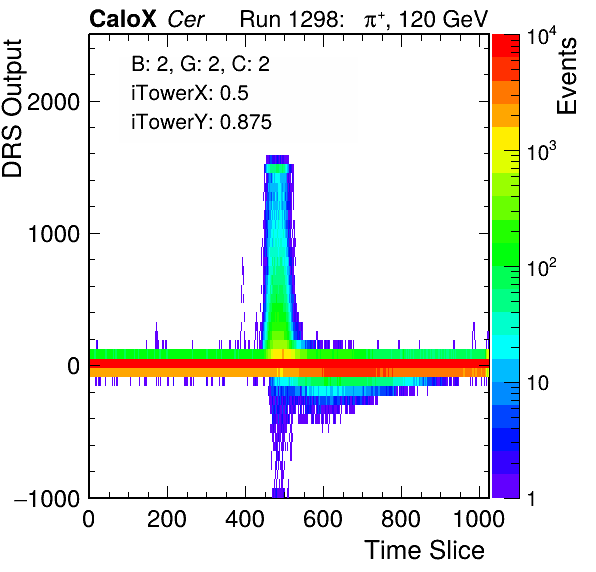 CaloX Cer Run 1298: π⁺, 120 GeV
B: 2, G: 2, C: 2
iTowerX: 0.5
iTowerY: 0.875
DRS Output
2000
1000
0
−1000
0 200 400 600 800 1000
Time Slice
Events
10⁴
10³
10²
10
1